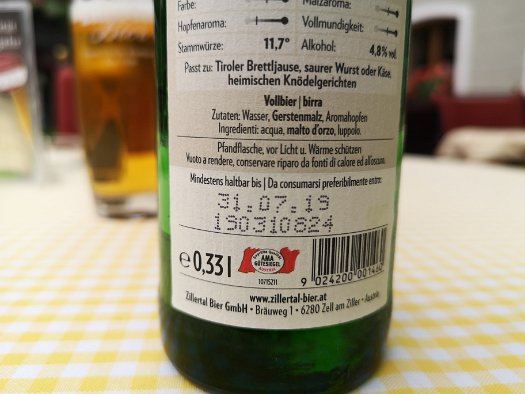 Farbe:
Malzaroma:
Hopfenaroma:
Vollmundigkeit:
Stammwürze: 11,7° Alkohol: 4,8% vol.
Passt zu: Tiroler Brettljause, saurer Wurst oder Käse,
heimischen Knödelgerichten
Vollbier | birra
Zutaten: Wasser, Gerstenmalz, Aromahopfen
Ingredienti: acqua, malto d'orzo, luppolo.
Pfandflasche, vor Licht u. Wärme schützen
Vuoto a rendere, conservare riparo da fonti di calore ed all'oscuro.
Mindestens haltbar bis | Da consumarsi preferibilmente entro:
31.07.19
190310824
e 0,33 l
AMA
GÜTESIEGEL
AUSTRIA
10715211
9 024200 001460
www.zillertal-bier.at
Zillertal Bier GmbH • Bräuweg 1 • 6280 Zell am Ziller • Austria